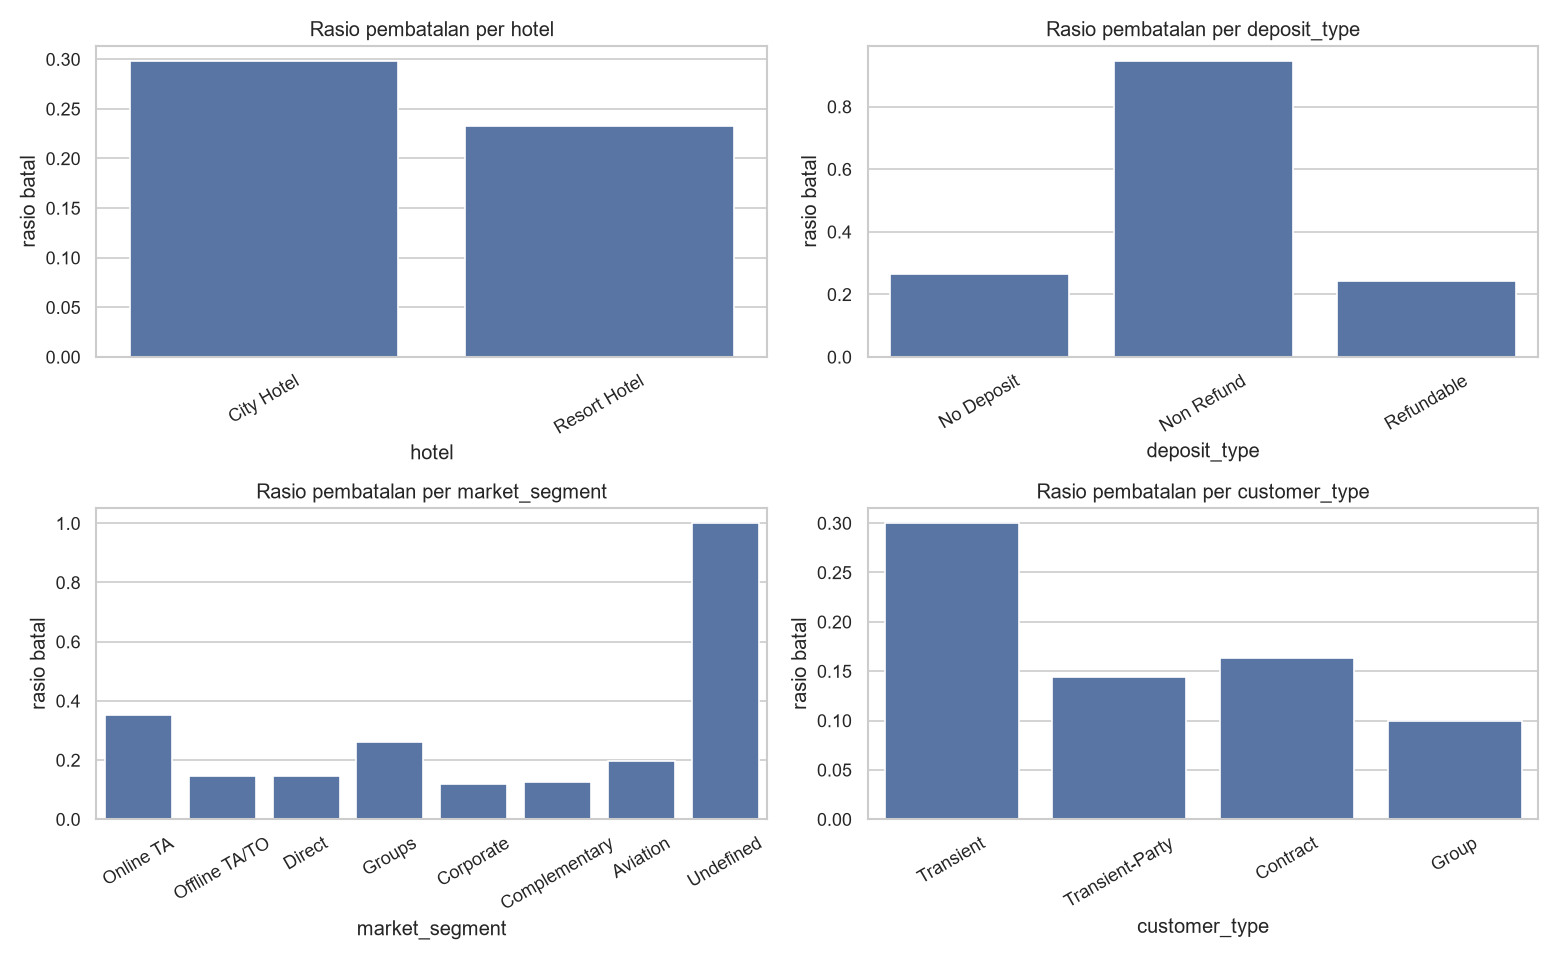 Rasio pembatalan per hotel
rasio batal
0.30
0.25
0.20
0.15
0.10
0.05
0.00
City Hotel
Resort Hotel
hotel
Rasio pembatalan per deposit_type
rasio batal
0.8
0.6
0.4
0.2
0.0
No Deposit
Non Refund
Refundable
deposit_type
Rasio pembatalan per market_segment
rasio batal
1.0
0.8
0.6
0.4
0.2
0.0
Online TA
Offline TA/TO
Direct
Groups
Corporate
Complementary
Aviation
Undefined
market_segment
Rasio pembatalan per customer_type
rasio batal
0.30
0.25
0.20
0.15
0.10
0.05
0.00
Transient
Transient-Party
Contract
Group
customer_type